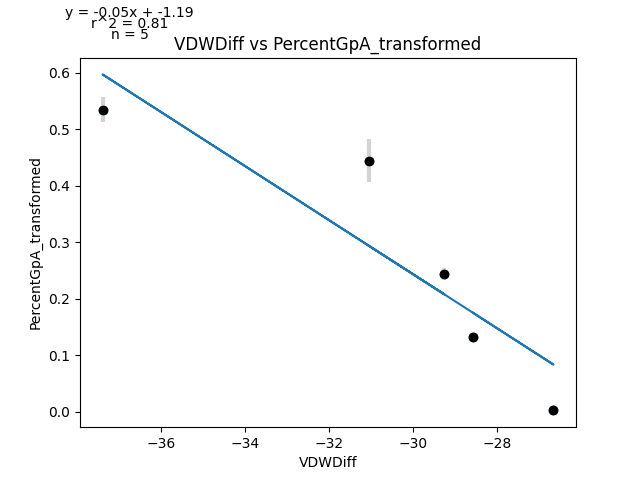 y = -0.05x + -1.19
r^2 = 0.81
n = 5
VDWDiff vs PercentGpA_transformed
PercentGpA_transformed
0.6
0.5
0.4
0.3
0.2
0.1
0.0
−36 −34 −32 −30 −28
VDWDiff